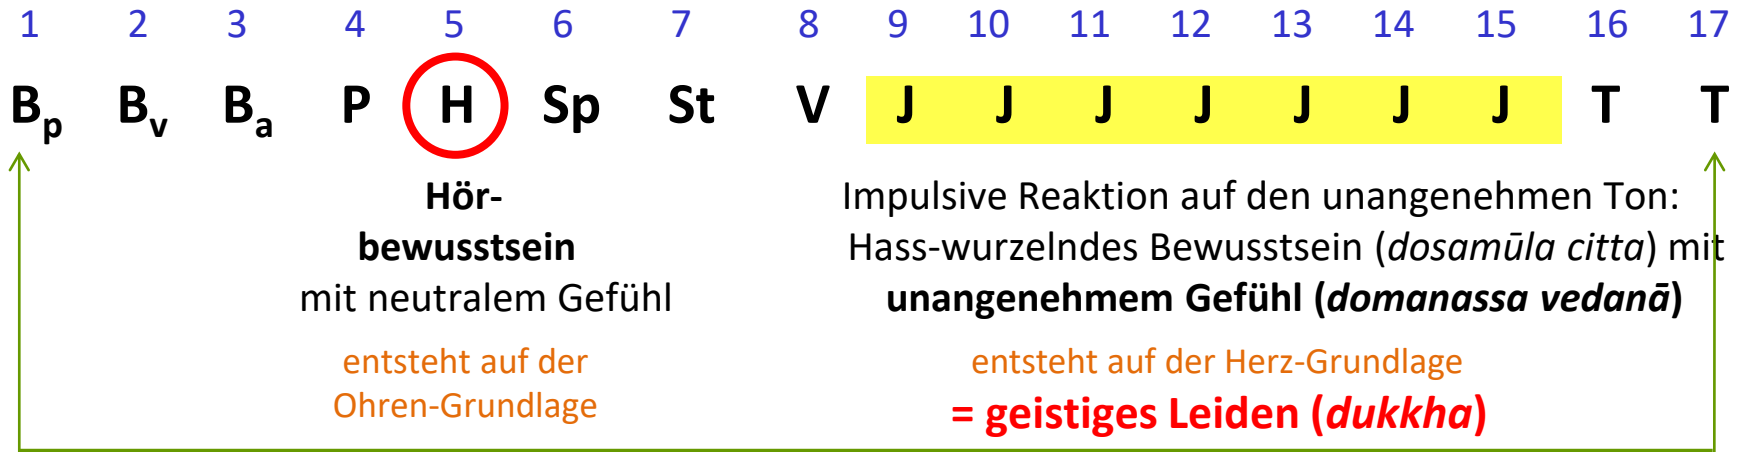 1 2 3 4 5 6 7 8 9 10 11 12 13 14 15 16 17
Bp Bv Ba P H Sp St V J J J J J J J T T
Hör-
bewusstsein
mit neutralem Gefühl
entsteht auf der
Ohren-Grundlage
Impulsive Reaktion auf den unangenehmen Ton:
Hass-wurzelndes Bewusstsein (dosamūla citta) mit
unangenehmem Gefühl (domanassa vedanā)
entsteht auf der Herz-Grundlage
= geistiges Leiden (dukkha)